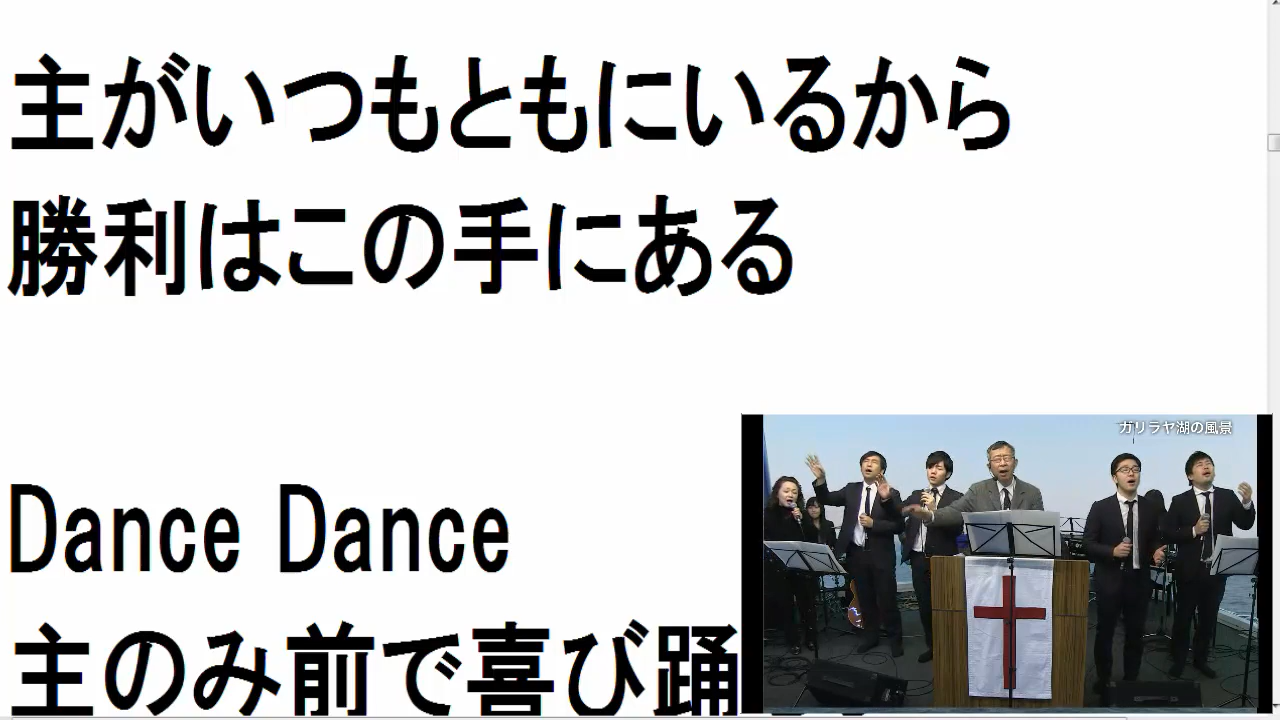 主がいつもともにいるから
勝利はこの手にある
Dance Dance
主のみ前で喜び踊
ガリラヤ湖の風景